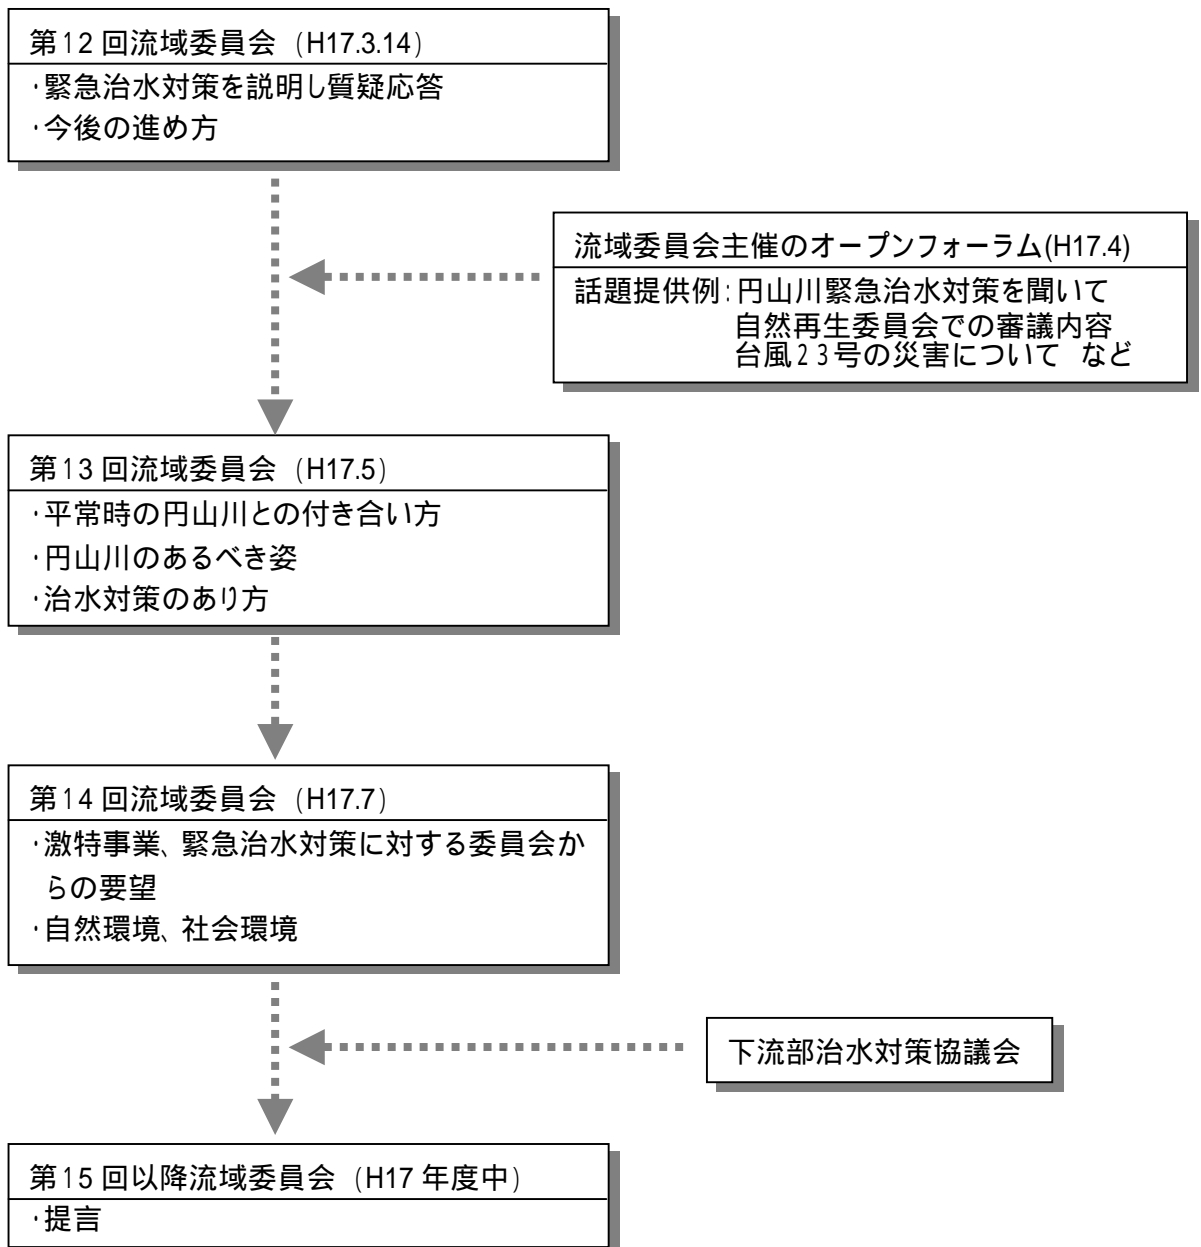 第12回流域委員会 (H17.3.14)
･緊急治水対策を説明し質疑応答
･今後の進め方
流域委員会主催のオープンフォーラム(H17.4)
話題提供例：円山川緊急治水対策を聞いて
自然再生委員会での審議内容
台風23号の災害について など
第13回流域委員会 (H17.5)
･平常時の円山川との付き合い方
･円山川のあるべき姿
･治水対策のあり方
第14回流域委員会 (H17.7)
･激特事業、緊急治水対策に対する委員会か
らの要望
･自然環境、社会環境
下流部治水対策協議会
第15回以降流域委員会 (H17年度中)
･提言